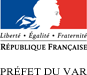 Liberté • Égalité • Fraternité
RÉPUBLIQUE FRANÇAISE
PRÉFET DU VAR